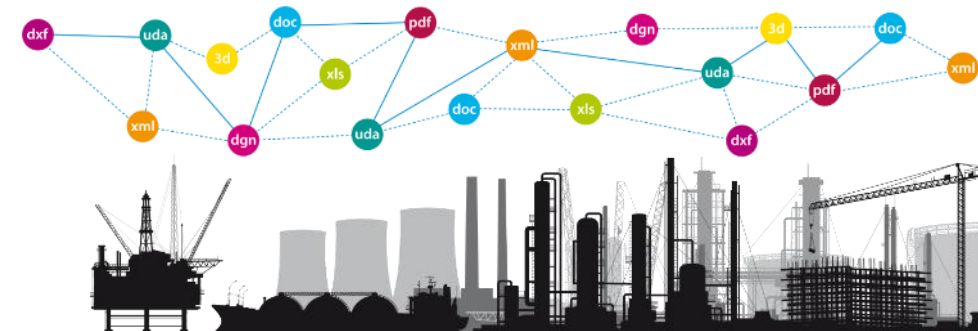 dxf
uda
3d
doc
xls
pdf
xml
dgn
uda
doc
xml
xls
dgn
uda
3d
pdf
doc
dxf
xml